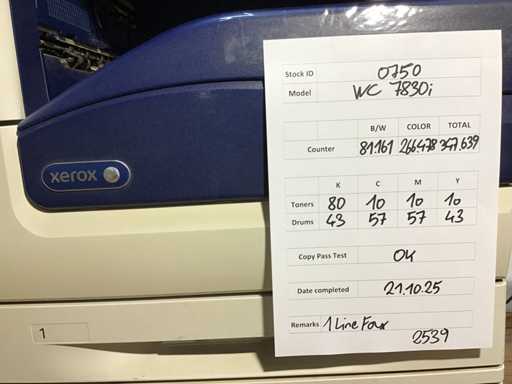 Stock ID 0750
Model WC 7830i
B/W COLOR TOTAL
Counter 81.161 266.478 347.639
xerox
K C M Y
Toners 80 10 10 10
Drums 43 57 57 43
Copy Pass Test OK
Date completed 21.10.25
1
Remarks 1 Line Fax
2539